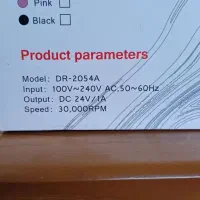 Pink
Black
Product parameters
Model: DR-2054A
Input: 100V~240V AC.50~60Hz
Output: DC 24V/1A
Speed: 30,000RPM